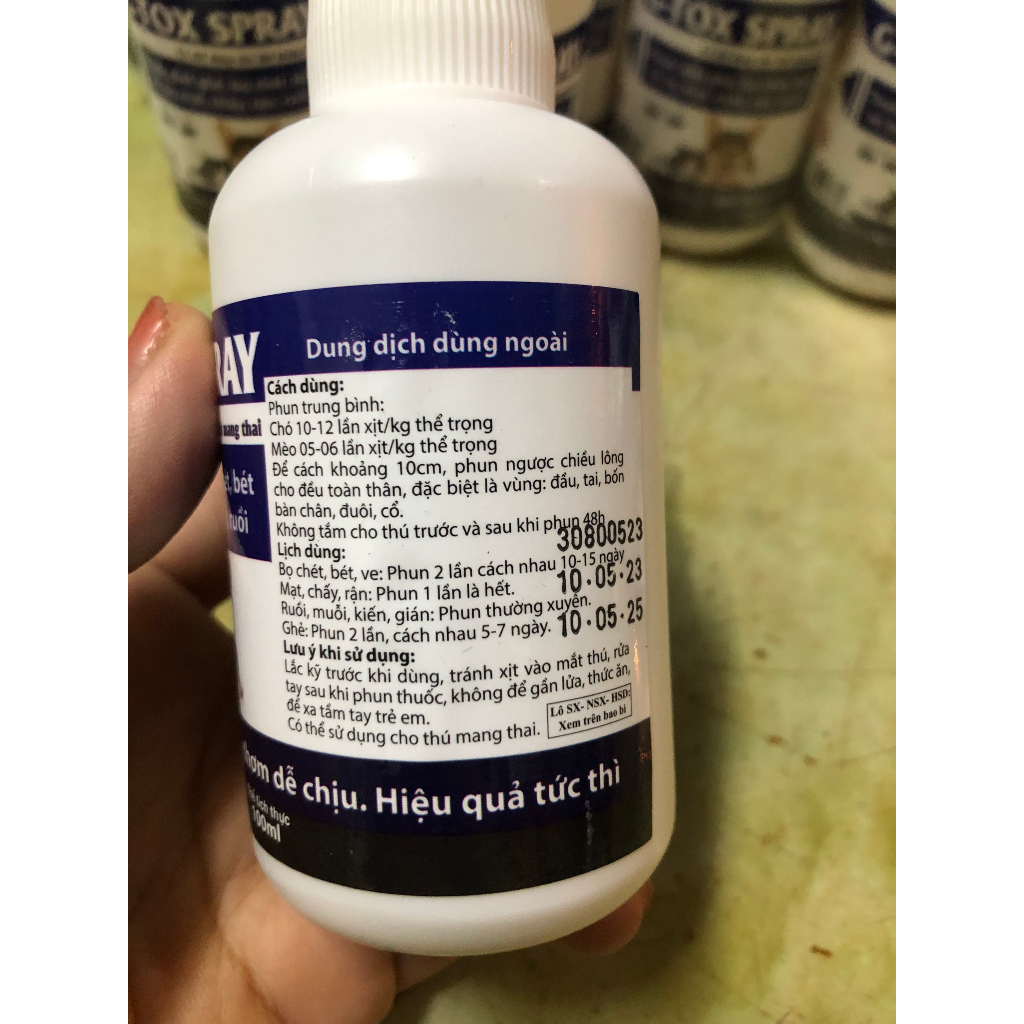 -TOX SPRAY
-TOX SPRAY
Dung dịch dùng ngoài
RAY
mang thai
bét
Cách dùng:
Phun trung bình:
Chó 10-12 lần xịt/kg thể trọng
Mèo 05-06 lần xịt/kg thể trọng
Để cách khoảng 10cm, phun ngược chiều lông
cho đều toàn thân, đặc biệt là vùng: đầu, tai, bốn
bàn chân, đuôi, cổ.
Không tắm cho thú trước và sau khi phun 48h
30800523
Lịch dùng:
Bọ chét, bét, ve: Phun 2 lần cách nhau 10-15 ngày
10.05.23
Mạt, chấy, rận: Phun 1 lần là hết.
Ruồi, muỗi, kiến, gián: Phun thường xuyên.
10.05.25
Ghẻ: Phun 2 lần, cách nhau 5-7 ngày.
Lưu ý khi sử dụng:
Lắc kỹ trước khi dùng, tránh xịt vào mắt thú, rửa
tay sau khi phun thuốc, không để gần lửa, thức ăn,
để xa tầm tay trẻ em.
Có thể sử dụng cho thú mang thai.
Lô SX- NSX- HSD:
Xem trên bao bì
dễ chịu. Hiệu quả tức thì
tích thực
100ml